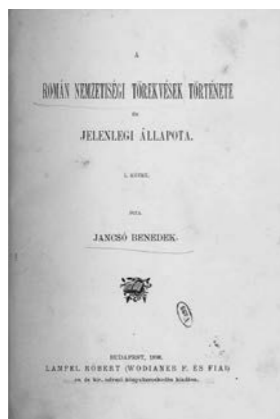 A
ROMÁN NEMZETISÉGI TÖREKVÉSEK TÖRTÉNETE
ÉS
JELENLEGI ÁLLAPOTA.
I. KÖTET.
IRTA
JANCSÓ BENEDEK.
BUDAPEST, 1896.
LAMPEL RÓBERT (WODIANER F. ÉS FIAI)
cs. és kir. udvari könyvkereskedés kiadása.